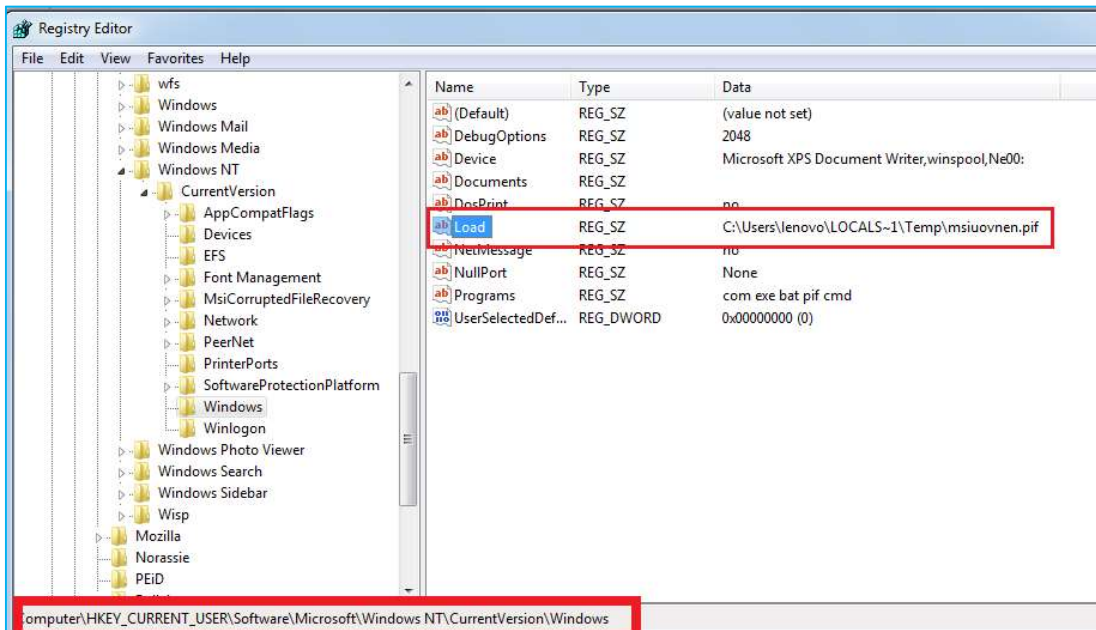 Registry Editor
File Edit View Favorites Help
wfs
Windows
Windows Mail
Windows Media
Windows NT
CurrentVersion
AppCompatFlags
Devices
EFS
Font Management
MsiCorruptedFileRecovery
Network
PeerNet
PrinterPorts
SoftwareProtectionPlatform
Windows
Winlogon
Windows Photo Viewer
Windows Search
Windows Sidebar
Wisp
Mozilla
Norassie
PEiD
Name Type Data
(Default) REG_SZ (value not set)
DebugOptions REG_SZ 2048
Device REG_SZ Microsoft XPS Document Writer,winspool,Ne00:
Documents REG_SZ
DosPrint REG_SZ no
Load REG_SZ C:\Users\lenovo\LOCALS~1\Temp\msiuovnen.pif
NetMessage REG_SZ no
NullPort REG_SZ None
Programs REG_SZ com exe bat pif cmd
UserSelectedDef... REG_DWORD 0x00000000 (0)
Computer\HKEY_CURRENT_USER\Software\Microsoft\Windows NT\CurrentVersion\Windows